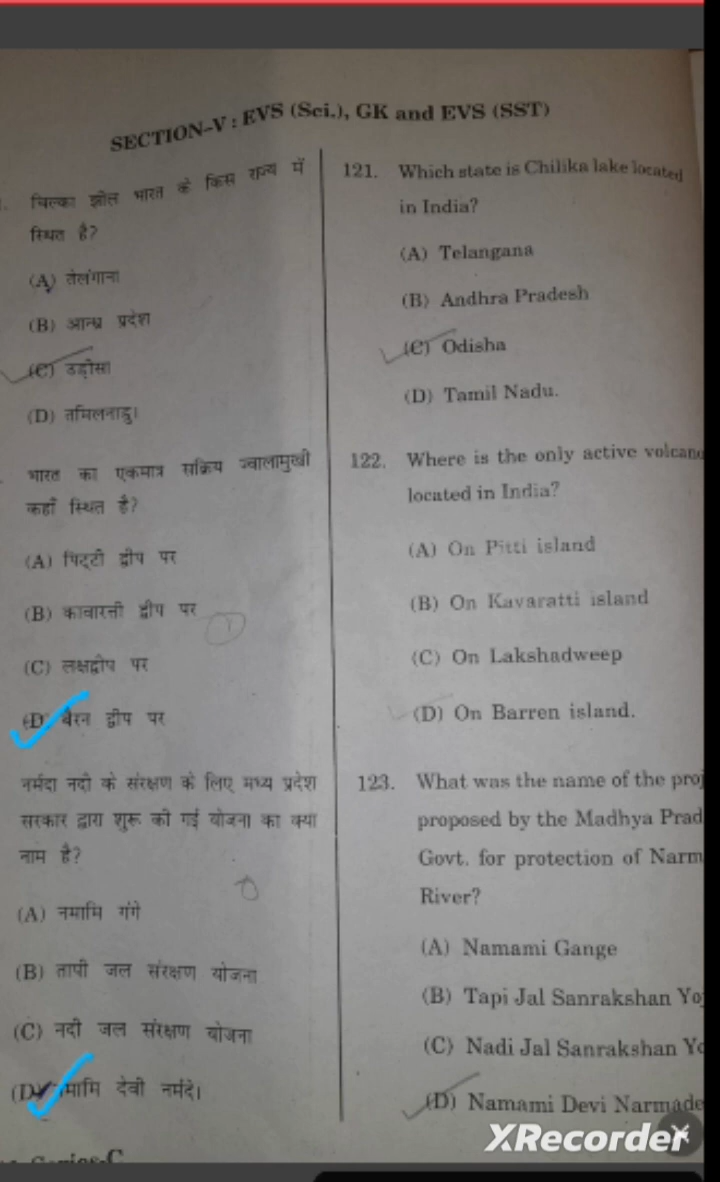 SECTION-V : EVS (Sci.), GK and EVS (SST)
चिल्का झील भारत के किस राज्य में
स्थित है?
(A) तेलंगाना
(B) आन्ध्र प्रदेश
(C) उड़ीसा
(D) तमिलनाडु।
भारत का एकमात्र सक्रिय ज्वालामुखी
कहाँ स्थित है?
(A) पिट्टी द्वीप पर
(B) कावारत्ती द्वीप पर
(C) लक्षद्वीप पर
(D) बैरन द्वीप पर
नर्मदा नदी के संरक्षण के लिए मध्य प्रदेश
सरकार द्वारा शुरू की गई योजना का क्या
नाम है?
(A) नमामि गंगे
(B) तापी जल संरक्षण योजना
(C) नदी जल संरक्षण योजना
(D) नमामि देवी नर्मदे।
121. Which state is Chilika lake located
in India?
(A) Telangana
(B) Andhra Pradesh
(C) Odisha
(D) Tamil Nadu.
122. Where is the only active volcano
located in India?
(A) On Pitti island
(B) On Kavaratti island
(C) On Lakshadweep
(D) On Barren island.
123. What was the name of the proj
proposed by the Madhya Prad
Govt. for protection of Narm
River?
(A) Namami Gange
(B) Tapi Jal Sanrakshan Yo
(C) Nadi Jal Sanrakshan Yo
(D) Namami Devi Narmade
XRecorder